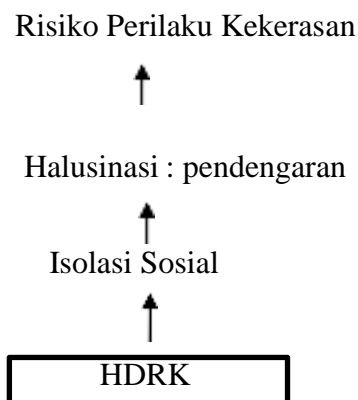 Risiko Perilaku Kekerasan
Halusinasi : pendengaran
Isolasi Sosial
HDRK